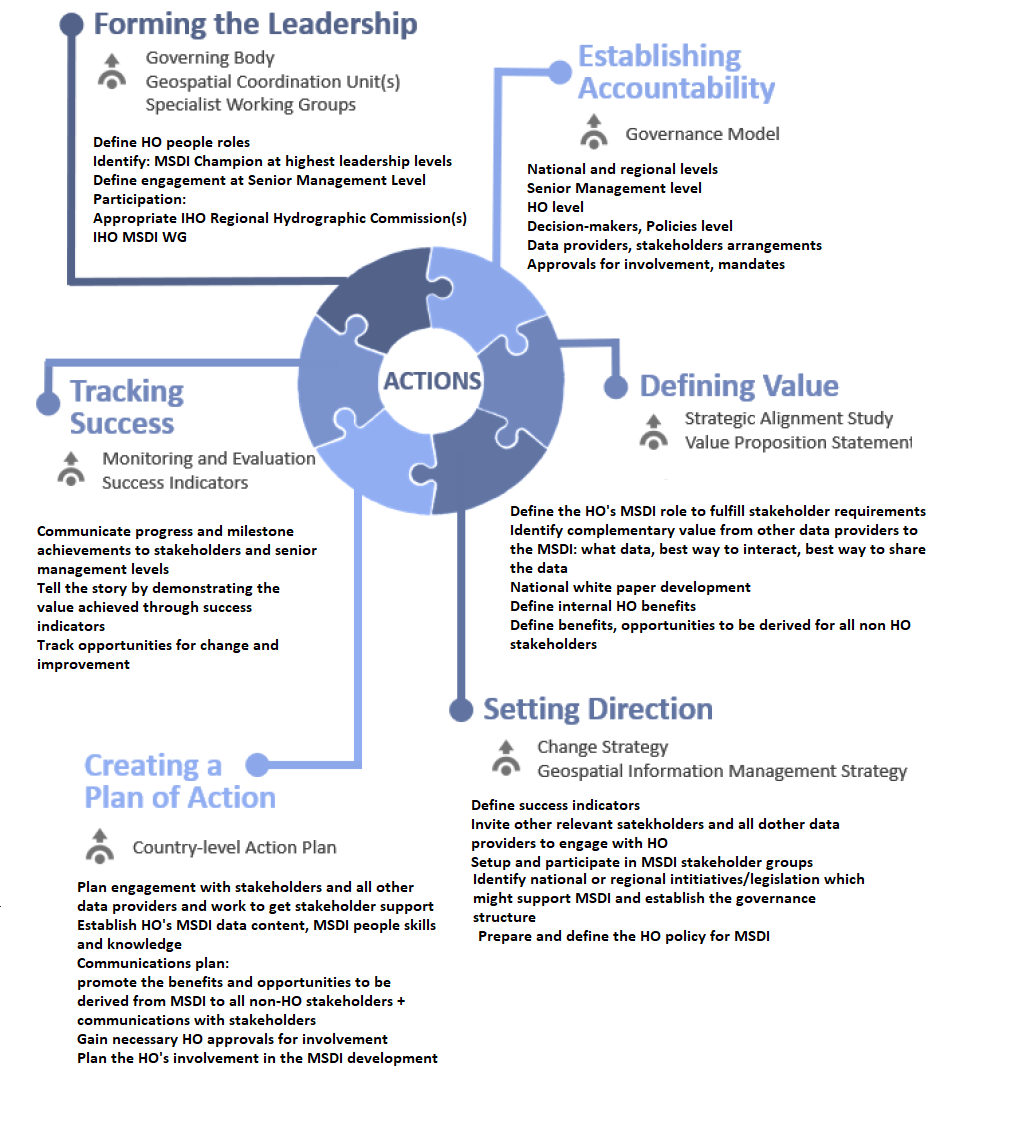 Forming the Leadership
Governing Body
Geospatial Coordination Unit(s)
Specialist Working Groups
Define HO people roles
Identify: MSDI Champion at highest leadership levels
Define engagement at Senior Management Level
Participation:
Appropriate IHO Regional Hydrographic Commission(s)
IHO MSDI WG
Establishing
Accountability
Governance Model
National and regional levels
Senior Management level
HO level
Decision-makers, Policies level
Data providers, stakeholders arrangements
Approvals for involvement, mandates
ACTIONS
Defining Value
Strategic Alignment Study
Value Proposition Statement
Define the HO's MSDI role to fulfill stakeholder requirements
Identify complementary value from other data providers to
the MSDI: what data, best way to interact, best way to share
the data
National white paper development
Define internal HO benefits
Define benefits, opportunities to be derived for all non HO
stakeholders
Tracking
Success
Monitoring and Evaluation
Success Indicators
Communicate progress and milestone
achievements to stakeholders and senior
management levels
Tell the story by demonstrating the
value achieved through success
indicators
Track opportunities for change and
improvement
Setting Direction
Change Strategy
Geospatial Information Management Strategy
Define success indicators
Invite other relevant satekholders and all dother data
providers to engage with HO
Setup and participate in MSDI stakeholder groups
Identify national or regional intitiatives/legislation which
might support MSDI and establish the governance
structure
Prepare and define the HO policy for MSDI
Creating a
Plan of Action
Country-level Action Plan
Plan engagement with stakeholders and all other
data providers and work to get stakeholder support
Establish HO's MSDI data content, MSDI people skills
and knowledge
Communications plan:
promote the benefits and opportunities to be
derived from MSDI to all non-HO stakeholders +
communications with stakeholders
Gain necessary HO approvals for involvement
Plan the HO's involvement in the MSDI development